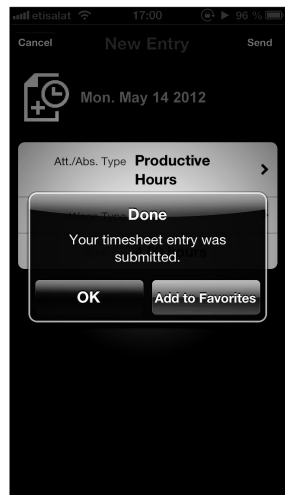 etisalat 17:00 96 %
Cancel New Entry Send
Mon. May 14 2012
Att./Abs. Type Productive
Hours
Done
Your timesheet entry was
submitted.
OK Add to Favorites